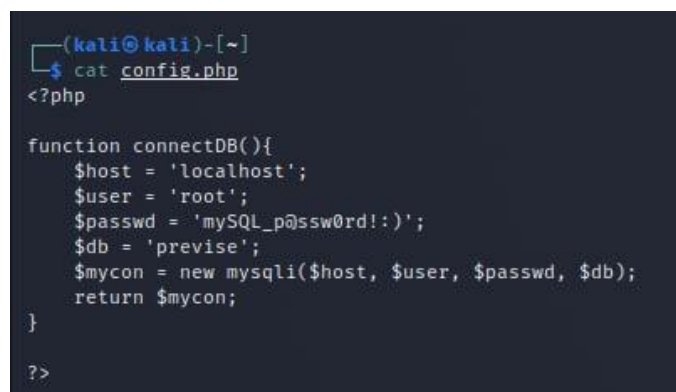 ┌──(kali㉿kali)-[~]
└─$ cat config.php
<?php
function connectDB(){
    $host = 'localhost';
    $user = 'root';
    $passwd = 'mySQL_p@ssw0rd!:)';
    $db = 'previse';
    $mycon = new mysqli($host, $user, $passwd, $db);
    return $mycon;
}
?>